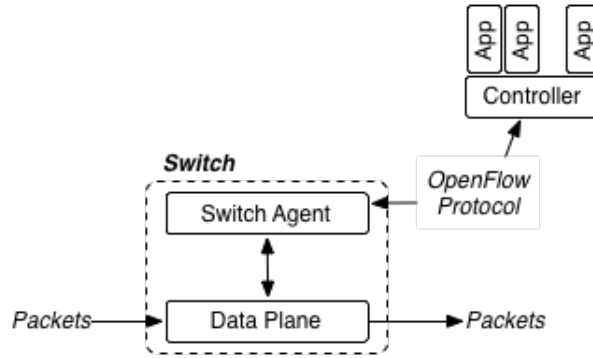 App
App
App
Controller
Switch
OpenFlow
Protocol
Switch Agent
Packets
Data Plane
Packets